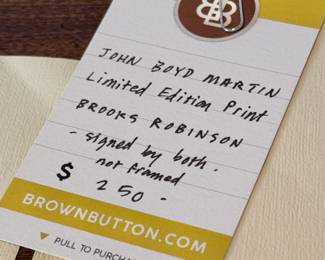 JOHN BOYD MARTIN
Limited Edition Print
BROOKS ROBINSON
- signed by both -
not framed
$ 250 -
BROWNBUTTON.COM
▼ PULL TO PURCHA